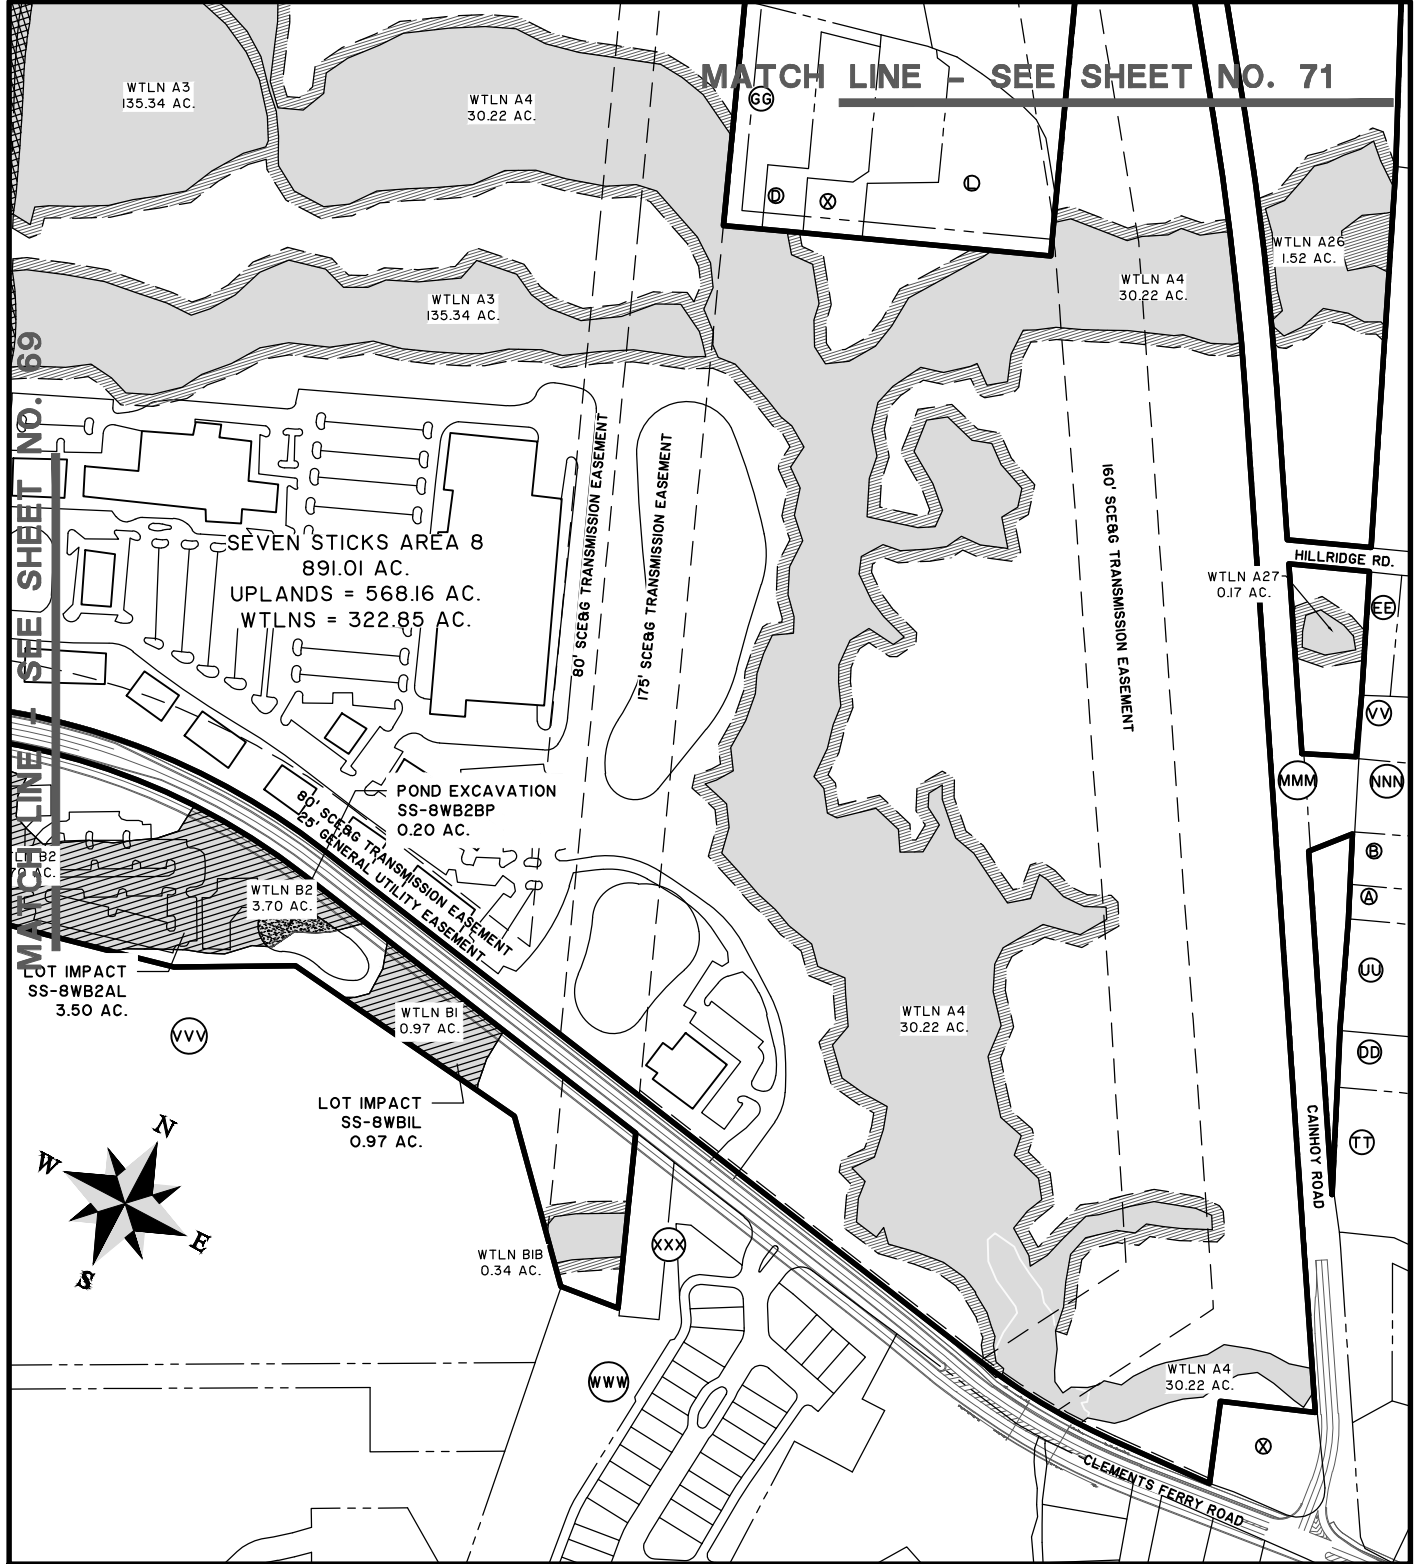 MATCH LINE - SEE SHEET NO. 71
WTLN A3
135.34 AC.
WTLN A4
30.22 AC.
GG
D
X
L
WTLN A26
1.52 AC.
WTLN A4
30.22 AC.
WTLN A3
135.34 AC.
MATCH LINE - SEE SHEET NO. 69
SEVEN STICKS AREA 8
891.01 AC.
UPLANDS = 568.16 AC.
WTLNS = 322.85 AC.
80' SCE&G TRANSMISSION EASEMENT
175' SCE&G TRANSMISSION EASEMENT
160' SCE&G TRANSMISSION EASEMENT
HILLRIDGE RD.
WTLN A27
0.17 AC.
EE
VV
MMM
NNN
POND EXCAVATION
SS-8WB2BP
0.20 AC.
80' SCE&G TRANSMISSION EASEMENT
25' GENERAL UTILITY EASEMENT
B
A
UU
DD
TT
LN B2
70 AC.
WTLN B2
3.70 AC.
LOT IMPACT
SS-8WB2AL
3.50 AC.
VVV
WTLN B1
0.97 AC.
WTLN A4
30.22 AC.
LOT IMPACT
SS-8WB1L
0.97 AC.
CAINHOY ROAD
N
W
E
S
WTLN B1B
0.34 AC.
XXX
WWW
WTLN A4
30.22 AC.
X
CLEMENTS FERRY ROAD